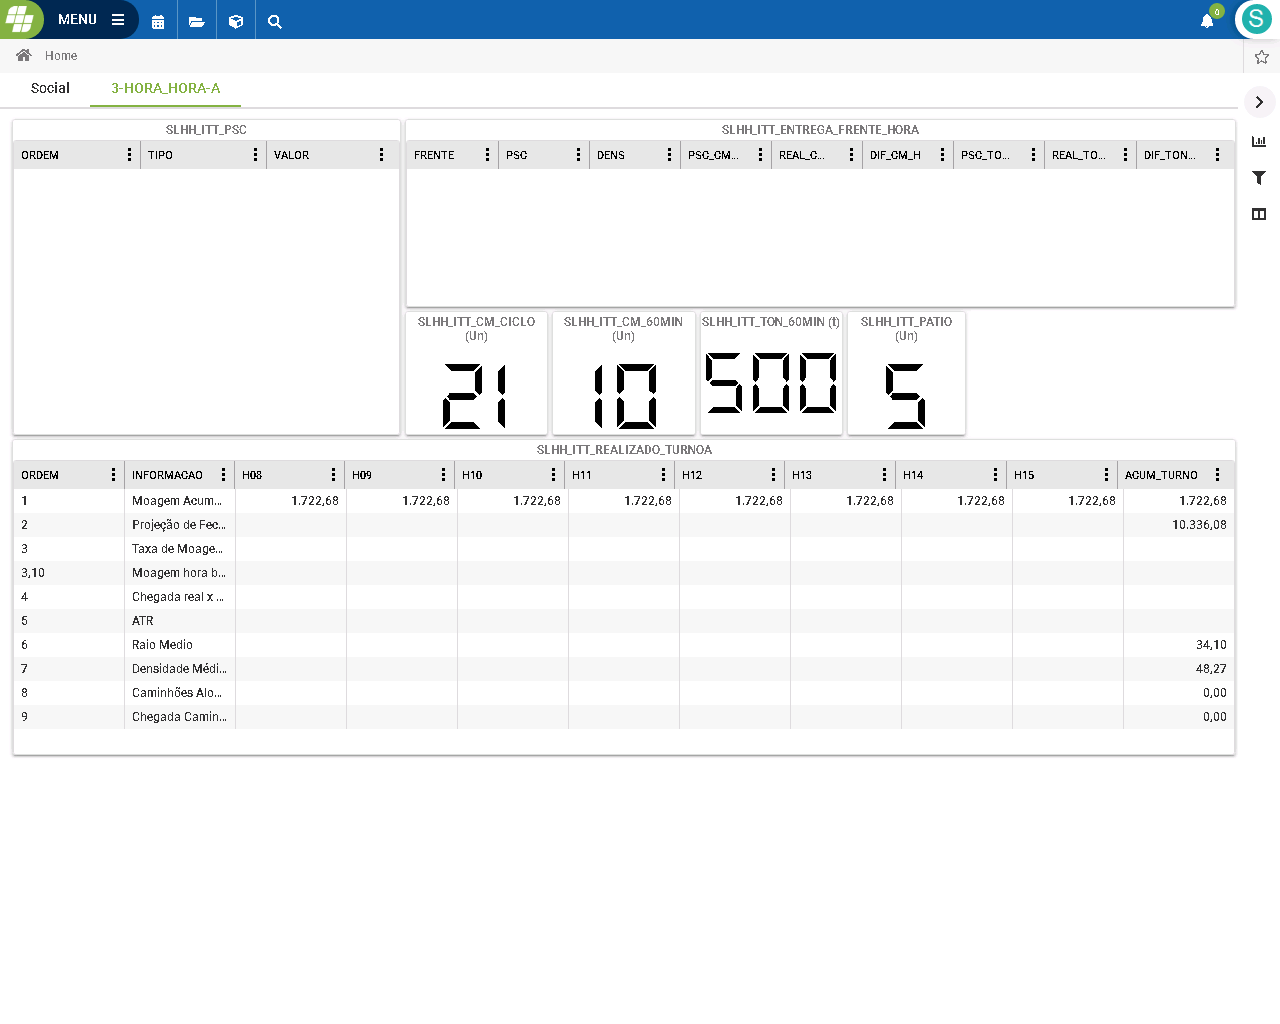 MENU
0
S
Home
Social
3-HORA_HORA-A
SLHH_ITT_PSC
ORDEM TIPO VALOR
SLHH_ITT_ENTREGA_FRENTE_HORA
FRENTE PSC DENS PSC_CM... REAL_C... DIF_CM_H PSC_TO... REAL_TO... DIF_TON...
SLHH_ITT_CM_CICLO
(Un)
21
SLHH_ITT_CM_60MIN
(Un)
10
SLHH_ITT_TON_60MIN (t)
500
SLHH_ITT_PATIO
(Un)
5
SLHH_ITT_REALIZADO_TURNOA
ORDEM INFORMACAO H08 H09 H10 H11 H12 H13 H14 H15 ACUM_TURNO
1 Moagem Acum... 1.722,68 1.722,68 1.722,68 1.722,68 1.722,68 1.722,68 1.722,68 1.722,68 1.722,68
2 Projeção de Fec... 10.336,08
3 Taxa de Moage...
3,10 Moagem hora b...
4 Chegada real x ...
5 ATR
6 Raio Medio 34,10
7 Densidade Médi... 48,27
8 Caminhões Alo... 0,00
9 Chegada Camin... 0,00